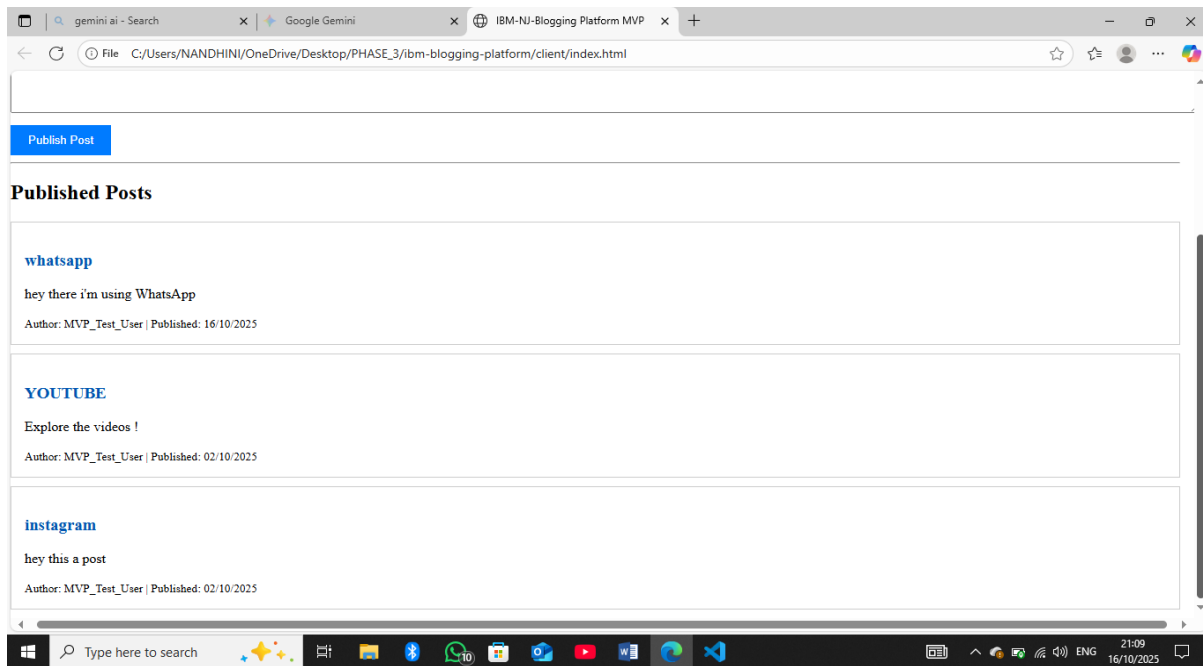 gemini ai - Search
Google Gemini
IBM-NJ-Blogging Platform MVP
File C:/Users/NANDHINI/OneDrive/Desktop/PHASE_3/ibm-blogging-platform/client/index.html
Publish Post
Published Posts
whatsapp
hey there i'm using WhatsApp
Author: MVP_Test_User | Published: 16/10/2025
YOUTUBE
Explore the videos !
Author: MVP_Test_User | Published: 02/10/2025
instagram
hey this a post
Author: MVP_Test_User | Published: 02/10/2025
Type here to search
10
ENG
21:09
16/10/2025